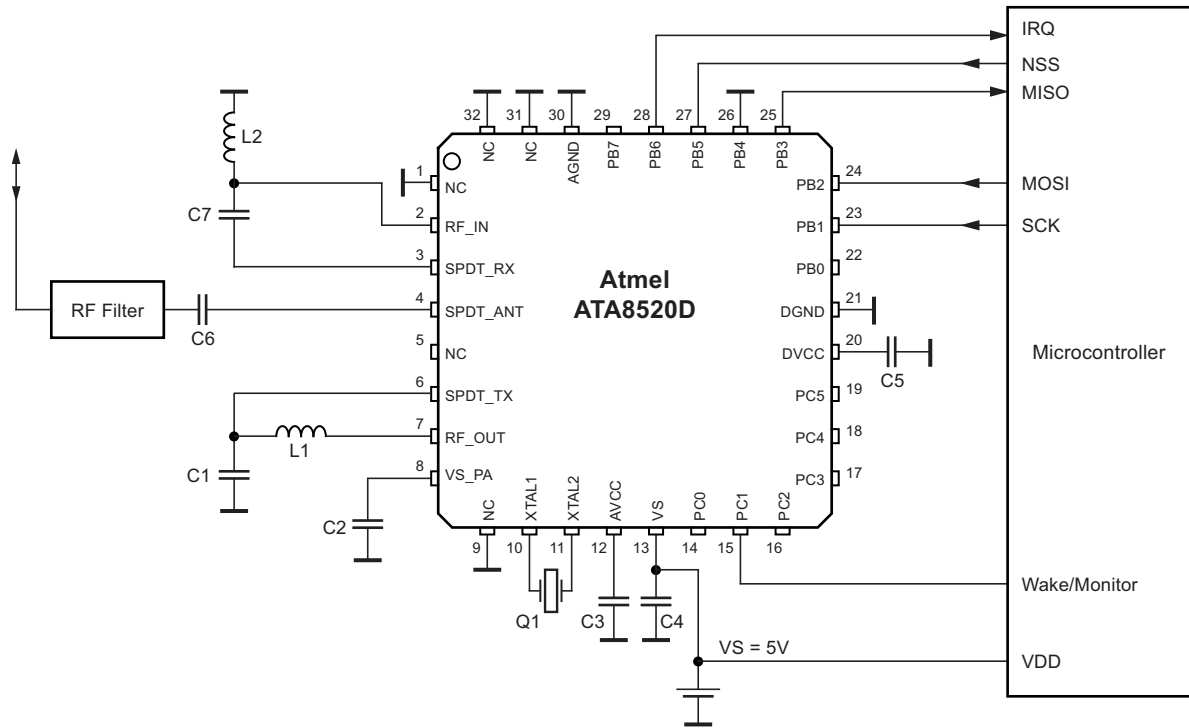 IRQ
NSS
MISO
32
31
30
29
28
27
26
25
L2
NC
NC
AGND
PB7
PB6
PB5
PB4
PB3
1
NC
PB2
24
MOSI
C7
2
RF_IN
PB1
23
SCK
3
SPDT_RX
PB0
22
Atmel
ATA8520D
RF Filter
C6
4
SPDT_ANT
DGND
21
5
NC
DVCC
20
C5
Microcontroller
6
SPDT_TX
PC5
19
L1
7
RF_OUT
PC4
18
C1
8
VS_PA
PC3
17
C2
NC
XTAL1
XTAL2
AVCC
VS
PC0
PC1
PC2
9
10
11
12
13
14
15
16
Q1
C3
C4
Wake/Monitor
VS = 5V
VDD